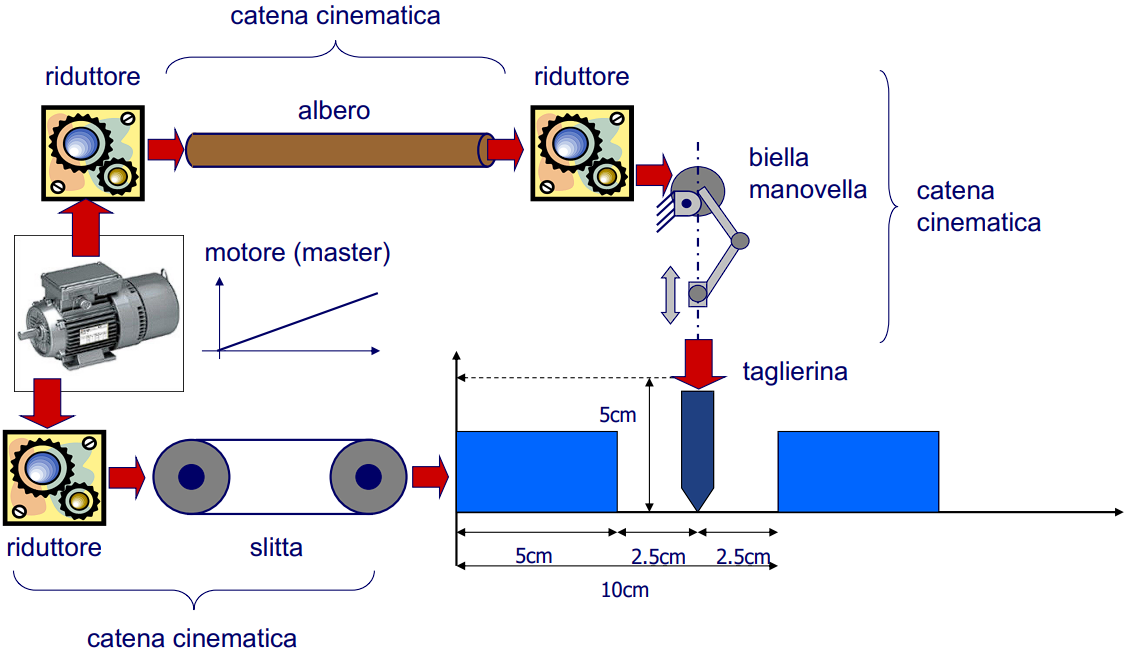 catena cinematica
riduttore
riduttore
albero
biella
manovella
catena
cinematica
motore (master)
taglierina
5cm
riduttore
slitta
5cm
2.5cm
2.5cm
10cm
catena cinematica